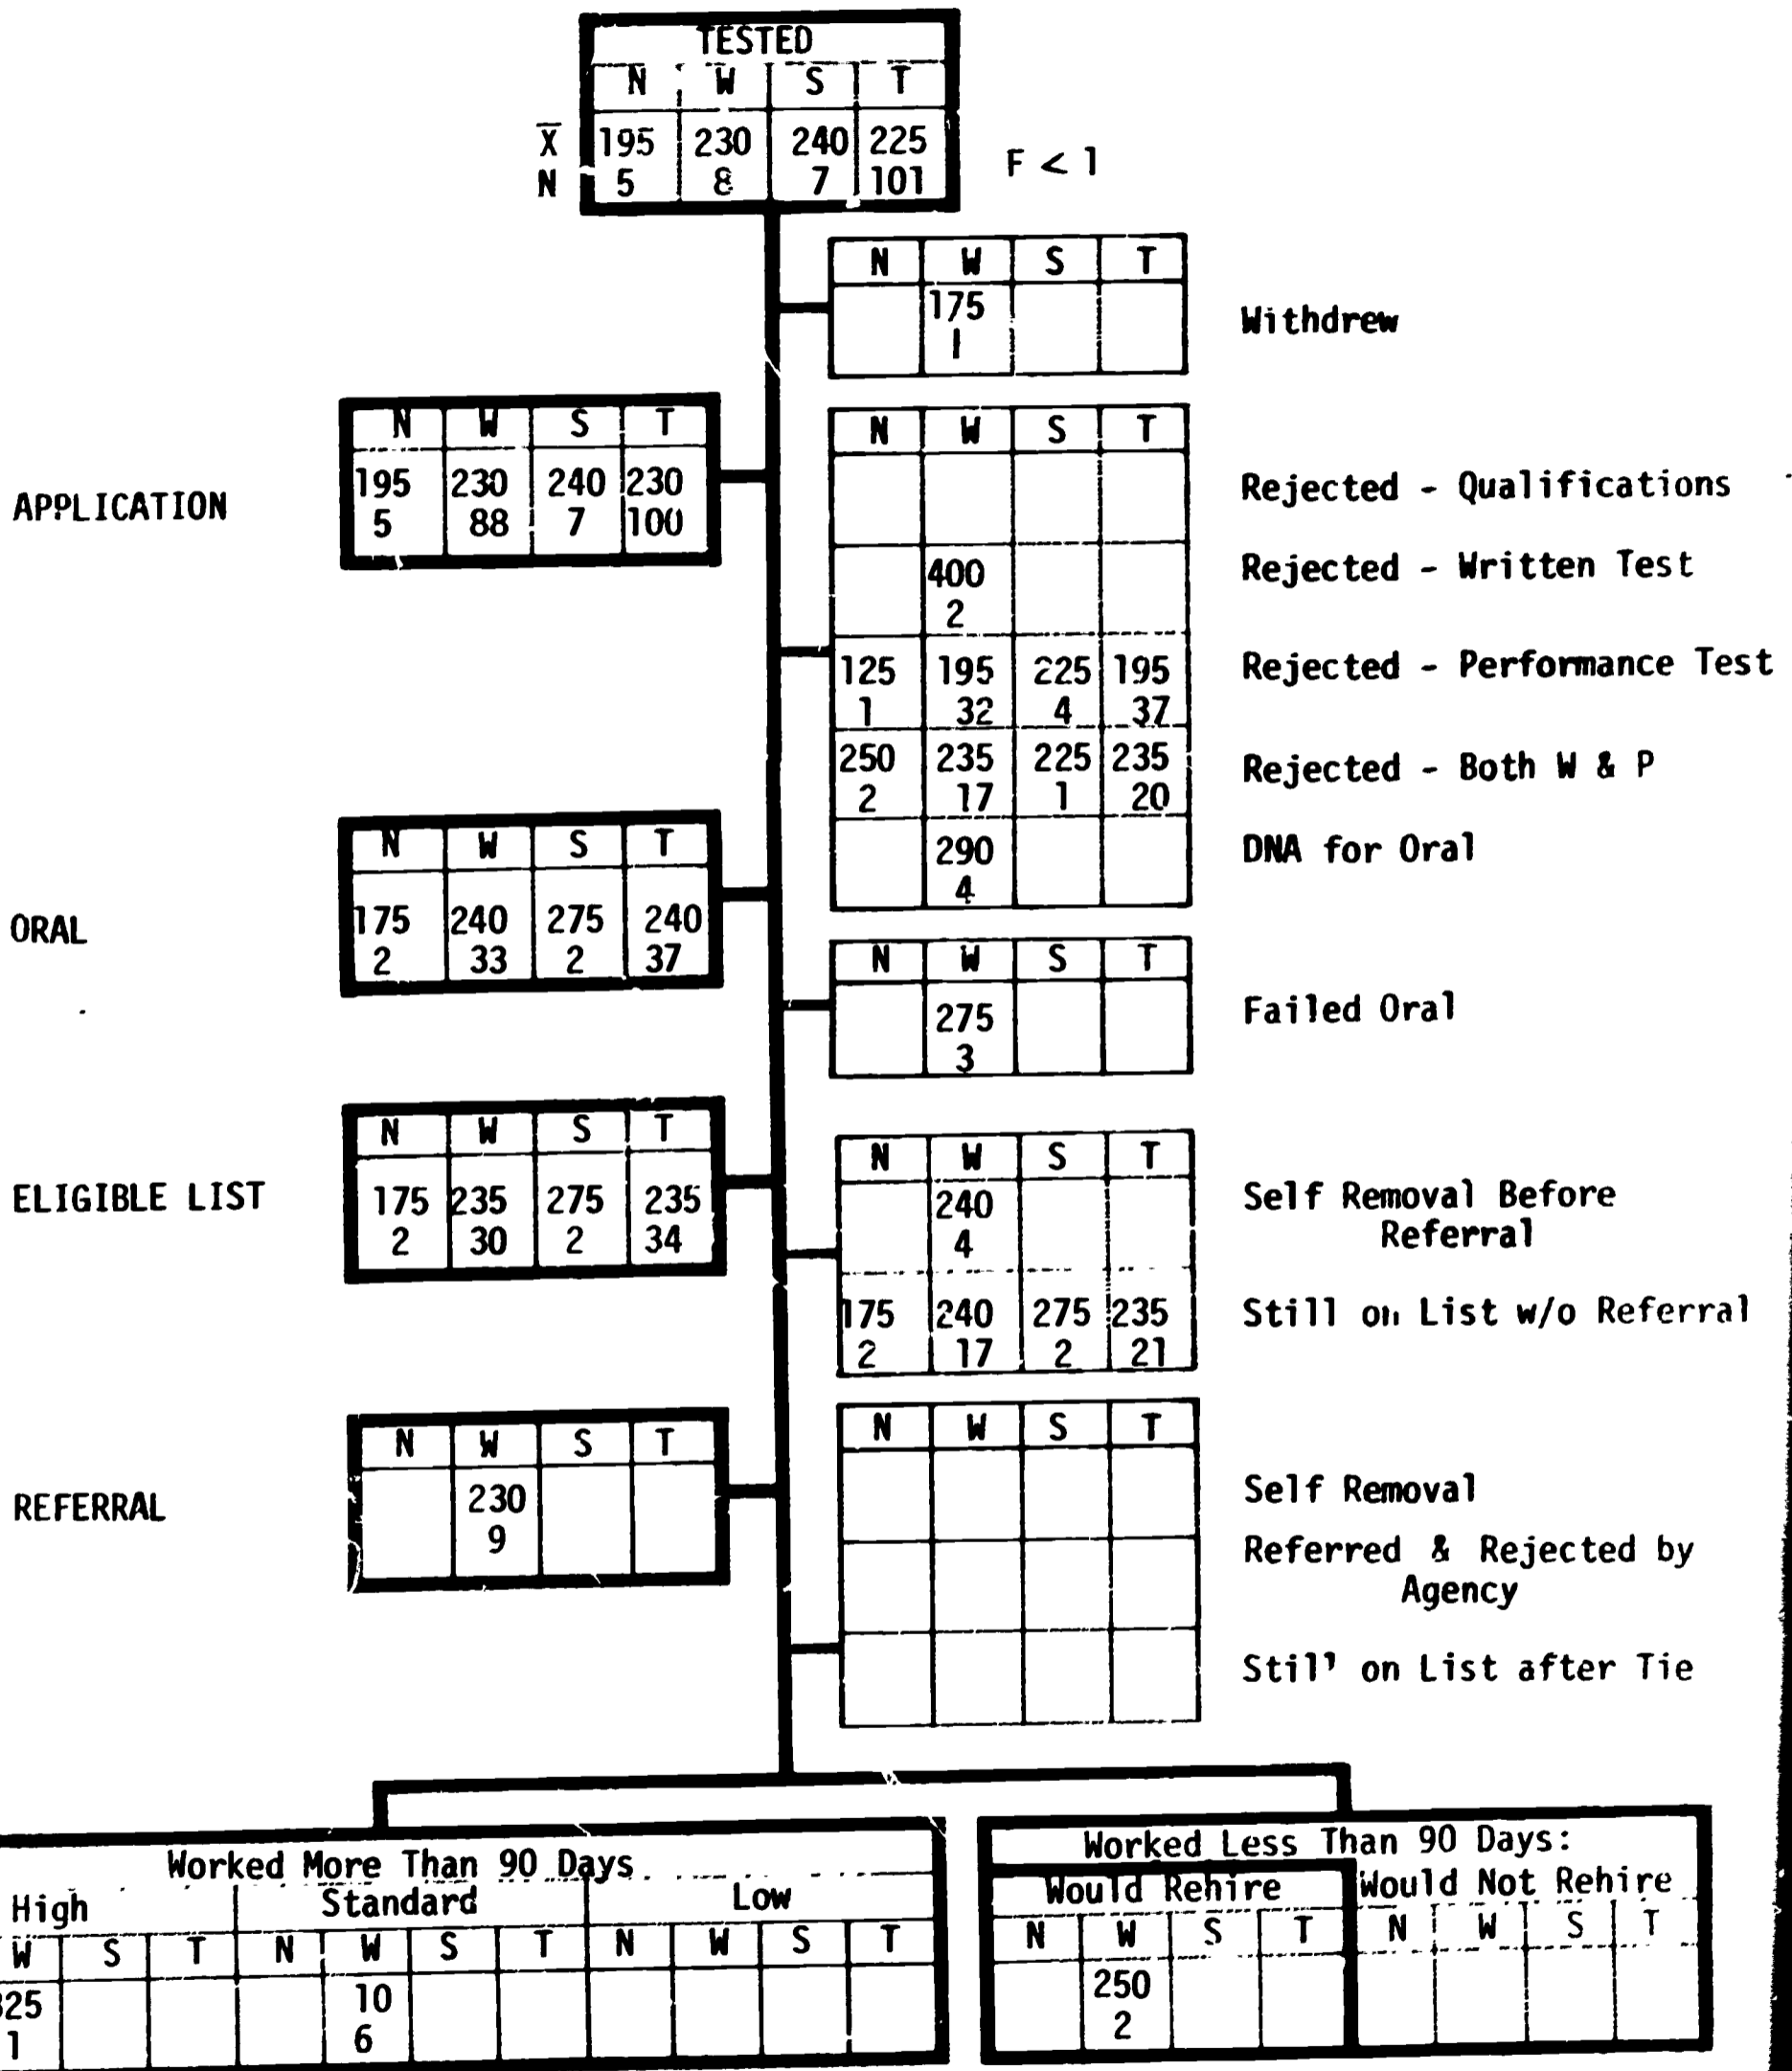 TESTED
N W S T
X̄ 195 230 240 225
N 5 8 7 101
F < 1
N W S T
175
1
Withdrew
APPLICATION
N W S T
195 230 240 230
5 88 7 100
N W S T
Rejected - Qualifications
400
2
Rejected - Written Test
125 195 225 195
1 32 4 37
Rejected - Performance Test
250 235 225 235
2 17 1 20
Rejected - Both W & P
290
4
DNA for Oral
ORAL
N W S T
175 240 275 240
2 33 2 37
N W S T
275
3
Failed Oral
ELIGIBLE LIST
N W S T
175 235 275 235
2 30 2 34
N W S T
240
4
Self Removal Before
Referral
175 240 275 235
2 17 2 21
Still on List w/o Referral
REFERRAL
N W S T
230
9
N W S T
Self Removal
Referred & Rejected by
Agency
Stil' on List after Tie
Worked More Than 90 Days
High Standard Low
W S T N W S T N W S T
325 10
1 6
Worked Less Than 90 Days:
Would Rehire Would Not Rehire
N W S T N W S T
250
2